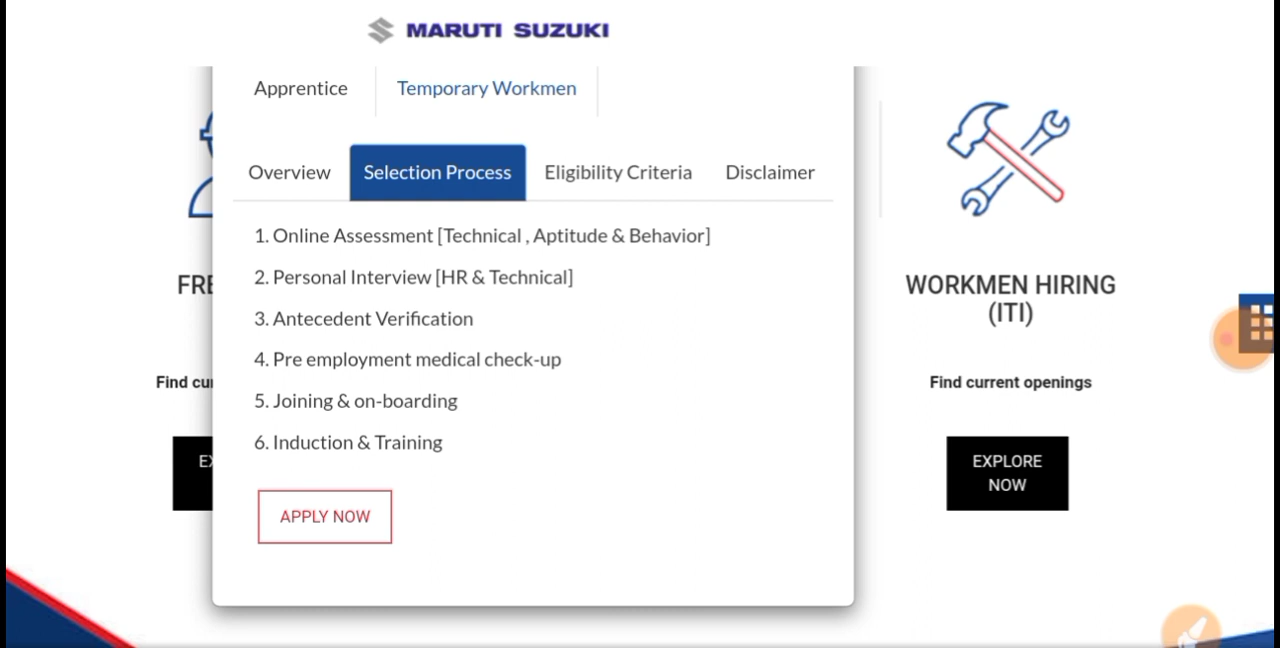 MARUTI SUZUKI
Apprentice
Temporary Workmen
Overview
Selection Process
Eligibility Criteria
Disclaimer
1. Online Assessment [Technical , Aptitude & Behavior]
2. Personal Interview [HR & Technical]
3. Antecedent Verification
4. Pre employment medical check-up
5. Joining & on-boarding
6. Induction & Training
APPLY NOW
WORKMEN HIRING
(ITI)
Find current openings
EXPLORE
NOW
Find